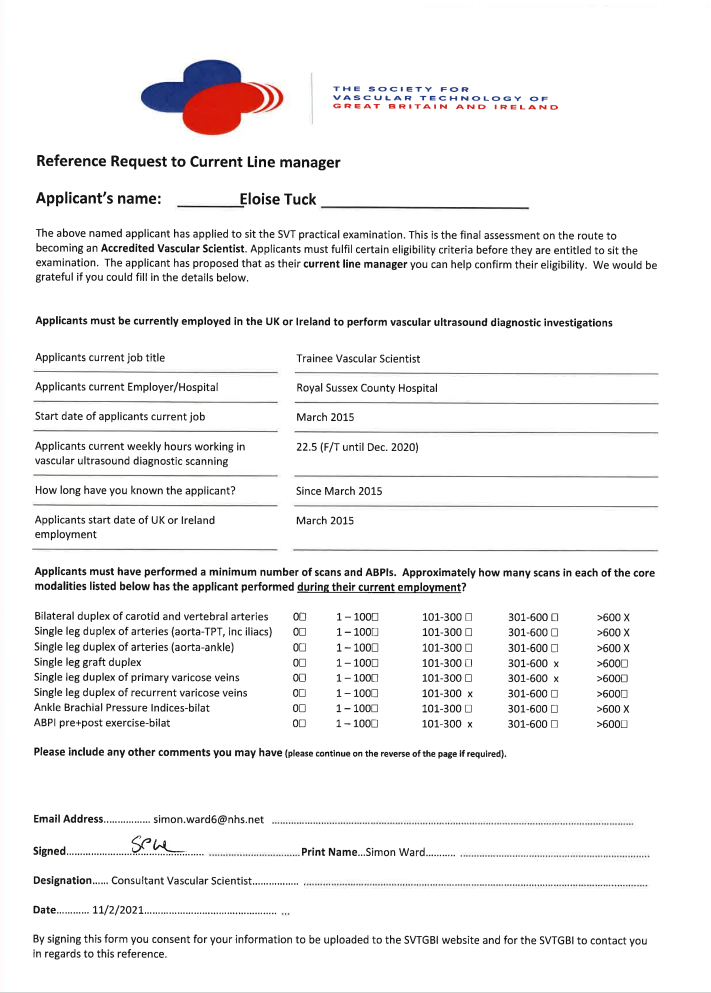 THE SOCIETY FOR
VASCULAR TECHNOLOGY OF
GREAT BRITAIN AND IRELAND
Reference Request to Current Line manager
Applicant's name: _______Eloise Tuck ______________________
The above named applicant has applied to sit the SVT practical examination. This is the final assessment on the route to
becoming an Accredited Vascular Scientist. Applicants must fulfil certain eligibility criteria before they are entitled to sit the
examination. The applicant has proposed that as their current line manager you can help confirm their eligibility. We would be
grateful if you could fill in the details below.
Applicants must be currently employed in the UK or Ireland to perform vascular ultrasound diagnostic investigations
Applicants current job title Trainee Vascular Scientist
Applicants current Employer/Hospital Royal Sussex County Hospital
Start date of applicants current job March 2015
Applicants current weekly hours working in 22.5 (F/T until Dec. 2020)
vascular ultrasound diagnostic scanning
How long have you known the applicant? Since March 2015
Applicants start date of UK or Ireland March 2015
employment
Applicants must have performed a minimum number of scans and ABPIs. Approximately how many scans in each of the core
modalities listed below has the applicant performed during their current employment?
Bilateral duplex of carotid and vertebral arteries 0☐ 1 – 100☐ 101-300 ☐ 301-600 ☐ >600 X
Single leg duplex of arteries (aorta-TPT, inc iliacs) 0☐ 1 – 100☐ 101-300 ☐ 301-600 ☐ >600 X
Single leg duplex of arteries (aorta-ankle) 0☐ 1 – 100☐ 101-300 ☐ 301-600 ☐ >600 X
Single leg graft duplex 0☐ 1 – 100☐ 101-300 ☐ 301-600 x >600☐
Single leg duplex of primary varicose veins 0☐ 1 – 100☐ 101-300 ☐ 301-600 x >600☐
Single leg duplex of recurrent varicose veins 0☐ 1 – 100☐ 101-300 x 301-600 ☐ >600☐
Ankle Brachial Pressure Indices-bilat 0☐ 1 – 100☐ 101-300 ☐ 301-600 ☐ >600 X
ABPI pre+post exercise-bilat 0☐ 1 – 100☐ 101-300 x 301-600 ☐ >600☐
Please include any other comments you may have (please continue on the reverse of the page if required).
Email Address................. simon.ward6@nhs.net
Signed.............. Print Name...Simon Ward..........
Designation...... Consultant Vascular Scientist.................
Date........... 11/2/2021................................................ ...
By signing this form you consent for your information to be uploaded to the SVTGBI website and for the SVTGBI to contact you
in regards to this reference.